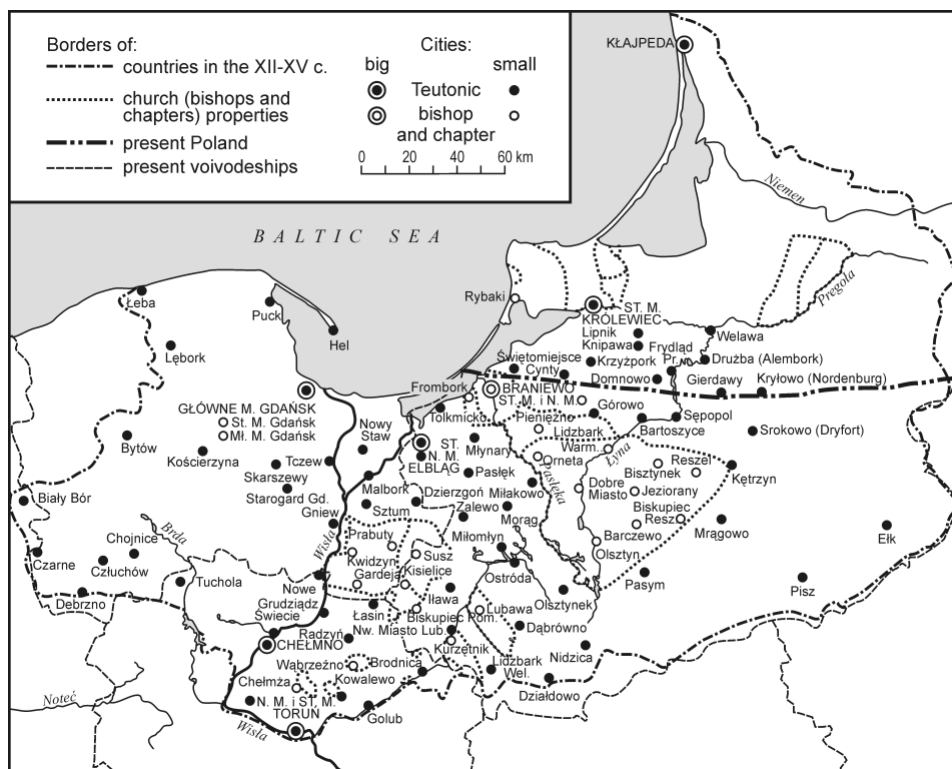 Borders of:
countries in the XII-XV c.
church (bishops and
chapters) properties
present Poland
present voivodeships
Cities:
big
small
Teutonic
bishop
and chapter
0 20 40 60 km
KŁAJPEDA
Niemen
BALTIC SEA
Pregoła
Rybaki
ST. M.
KRÓLEWIEC
Lipnik
Knipawa
Welawa
Frydląd
Pr.
Krzyżpork
Drużba (Alembork)
Świętomiejsce
Cynty
Domnowo
Gierdawy
Kryłowo (Nordenburg)
Łeba
Puck
Hel
Lębork
Frombork
BRANIEWO
ST. M. i N. M.
Tolkmicko
Górowo
Sępopol
Bartoszyce
Srokowo (Dryfort)
GŁÓWNE M. GDAŃSK
St. M. Gdańsk
Mł. M. Gdańsk
Nowy
Staw
ST.
N. M.
ELBLĄG
Młynary
Pieniężno
Lidzbark
Warm.
Łyna
Orneta
Bytów
Kościerzyna
Tczew
Skarszewy
Starogard Gd.
Malbork
Pasłęk
Pasłęka
Miłakowo
Dobre
Miasto
Bisztynek
Reszel
Jeziorany
Kętrzyn
Biały Bór
Gniew
Sztum
Dzierzgoń
Zalewo
Morąg
Biskupiec
Resz.
Barczewo
Mrągowo
Ełk
Brda
Wisła
Chojnice
Prabuty
Kwidzyn
Susz
Miłomłyn
Olsztyn
Czarne
Człuchów
Gardeja
Kisielice
Ostróda
Pasym
Pisz
Debrzno
Tuchola
Nowe
Grudziądz
Świecie
Łasin
Iława
Biskupiec Pom.
Lubawa
Olsztynek
Radzyń
Nw. Miasto Lub.
Dąbrówno
CHEŁMNO
Kurzętnik
Nidzica
Wąbrzeźno
Brodnica
Lidzbark
Wel.
Chełmża
Kowalewo
Działdowo
Noteć
N. M. i ST. M.
TORUŃ
Golub
Wisła